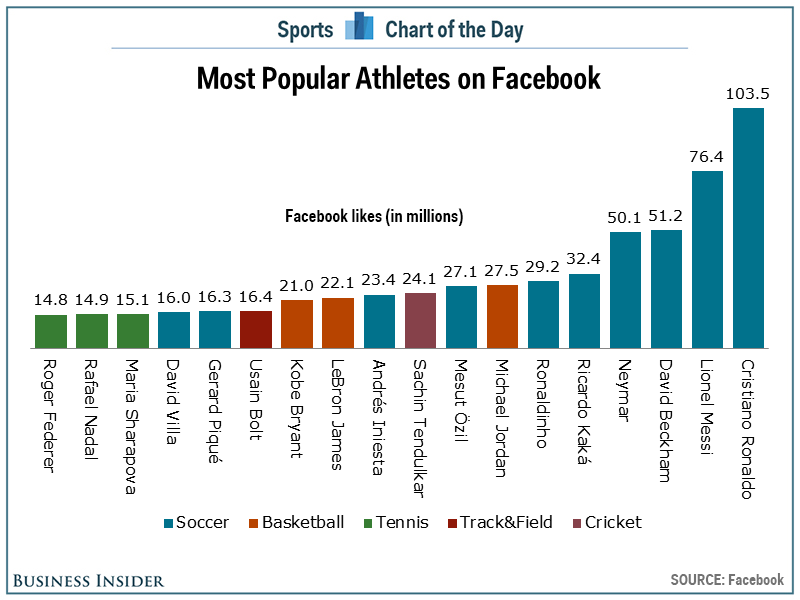 Sports Chart of the Day
Most Popular Athletes on Facebook
Facebook likes (in millions)
14.8
14.9
15.1
16.0
16.3
16.4
21.0
22.1
23.4
24.1
27.1
27.5
29.2
32.4
50.1
51.2
76.4
103.5
Roger Federer
Rafael Nadal
Maria Sharapova
David Villa
Gerard Piqué
Usain Bolt
Kobe Bryant
LeBron James
Andrés Iniesta
Sachin Tendulkar
Mesut Özil
Michael Jordan
Ronaldinho
Ricardo Kaká
Neymar
David Beckham
Lionel Messi
Cristiano Ronaldo
Soccer Basketball Tennis Track&Field Cricket
BUSINESS INSIDER
SOURCE: Facebook